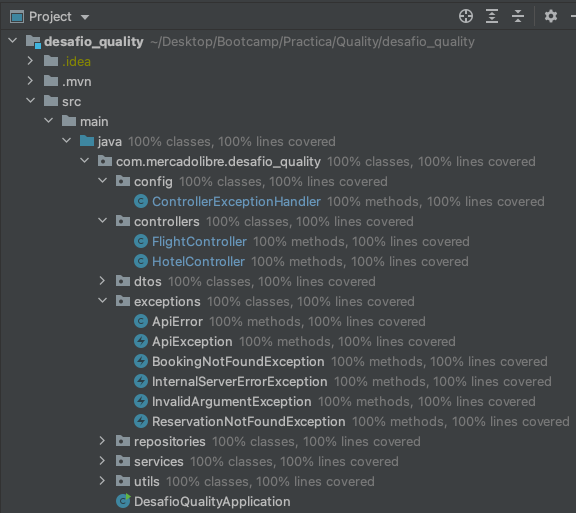 Project
desafio_quality ~/Desktop/Bootcamp/Practica/Quality/desafio_quality
.idea
.mvn
src
main
java 100% classes, 100% lines covered
com.mercadolibre.desafio_quality 100% classes, 100% lines covered
config 100% classes, 100% lines covered
ControllerExceptionHandler 100% methods, 100% lines covered
controllers 100% classes, 100% lines covered
FlightController 100% methods, 100% lines covered
HotelController 100% methods, 100% lines covered
dtos 100% classes, 100% lines covered
exceptions 100% classes, 100% lines covered
ApiError 100% methods, 100% lines covered
ApiException 100% methods, 100% lines covered
BookingNotFoundException 100% methods, 100% lines covered
InternalServerErrorException 100% methods, 100% lines covered
InvalidArgumentException 100% methods, 100% lines covered
ReservationNotFoundException 100% methods, 100% lines covered
repositories 100% classes, 100% lines covered
services 100% classes, 100% lines covered
utils 100% classes, 100% lines covered
DesafioQualityApplication